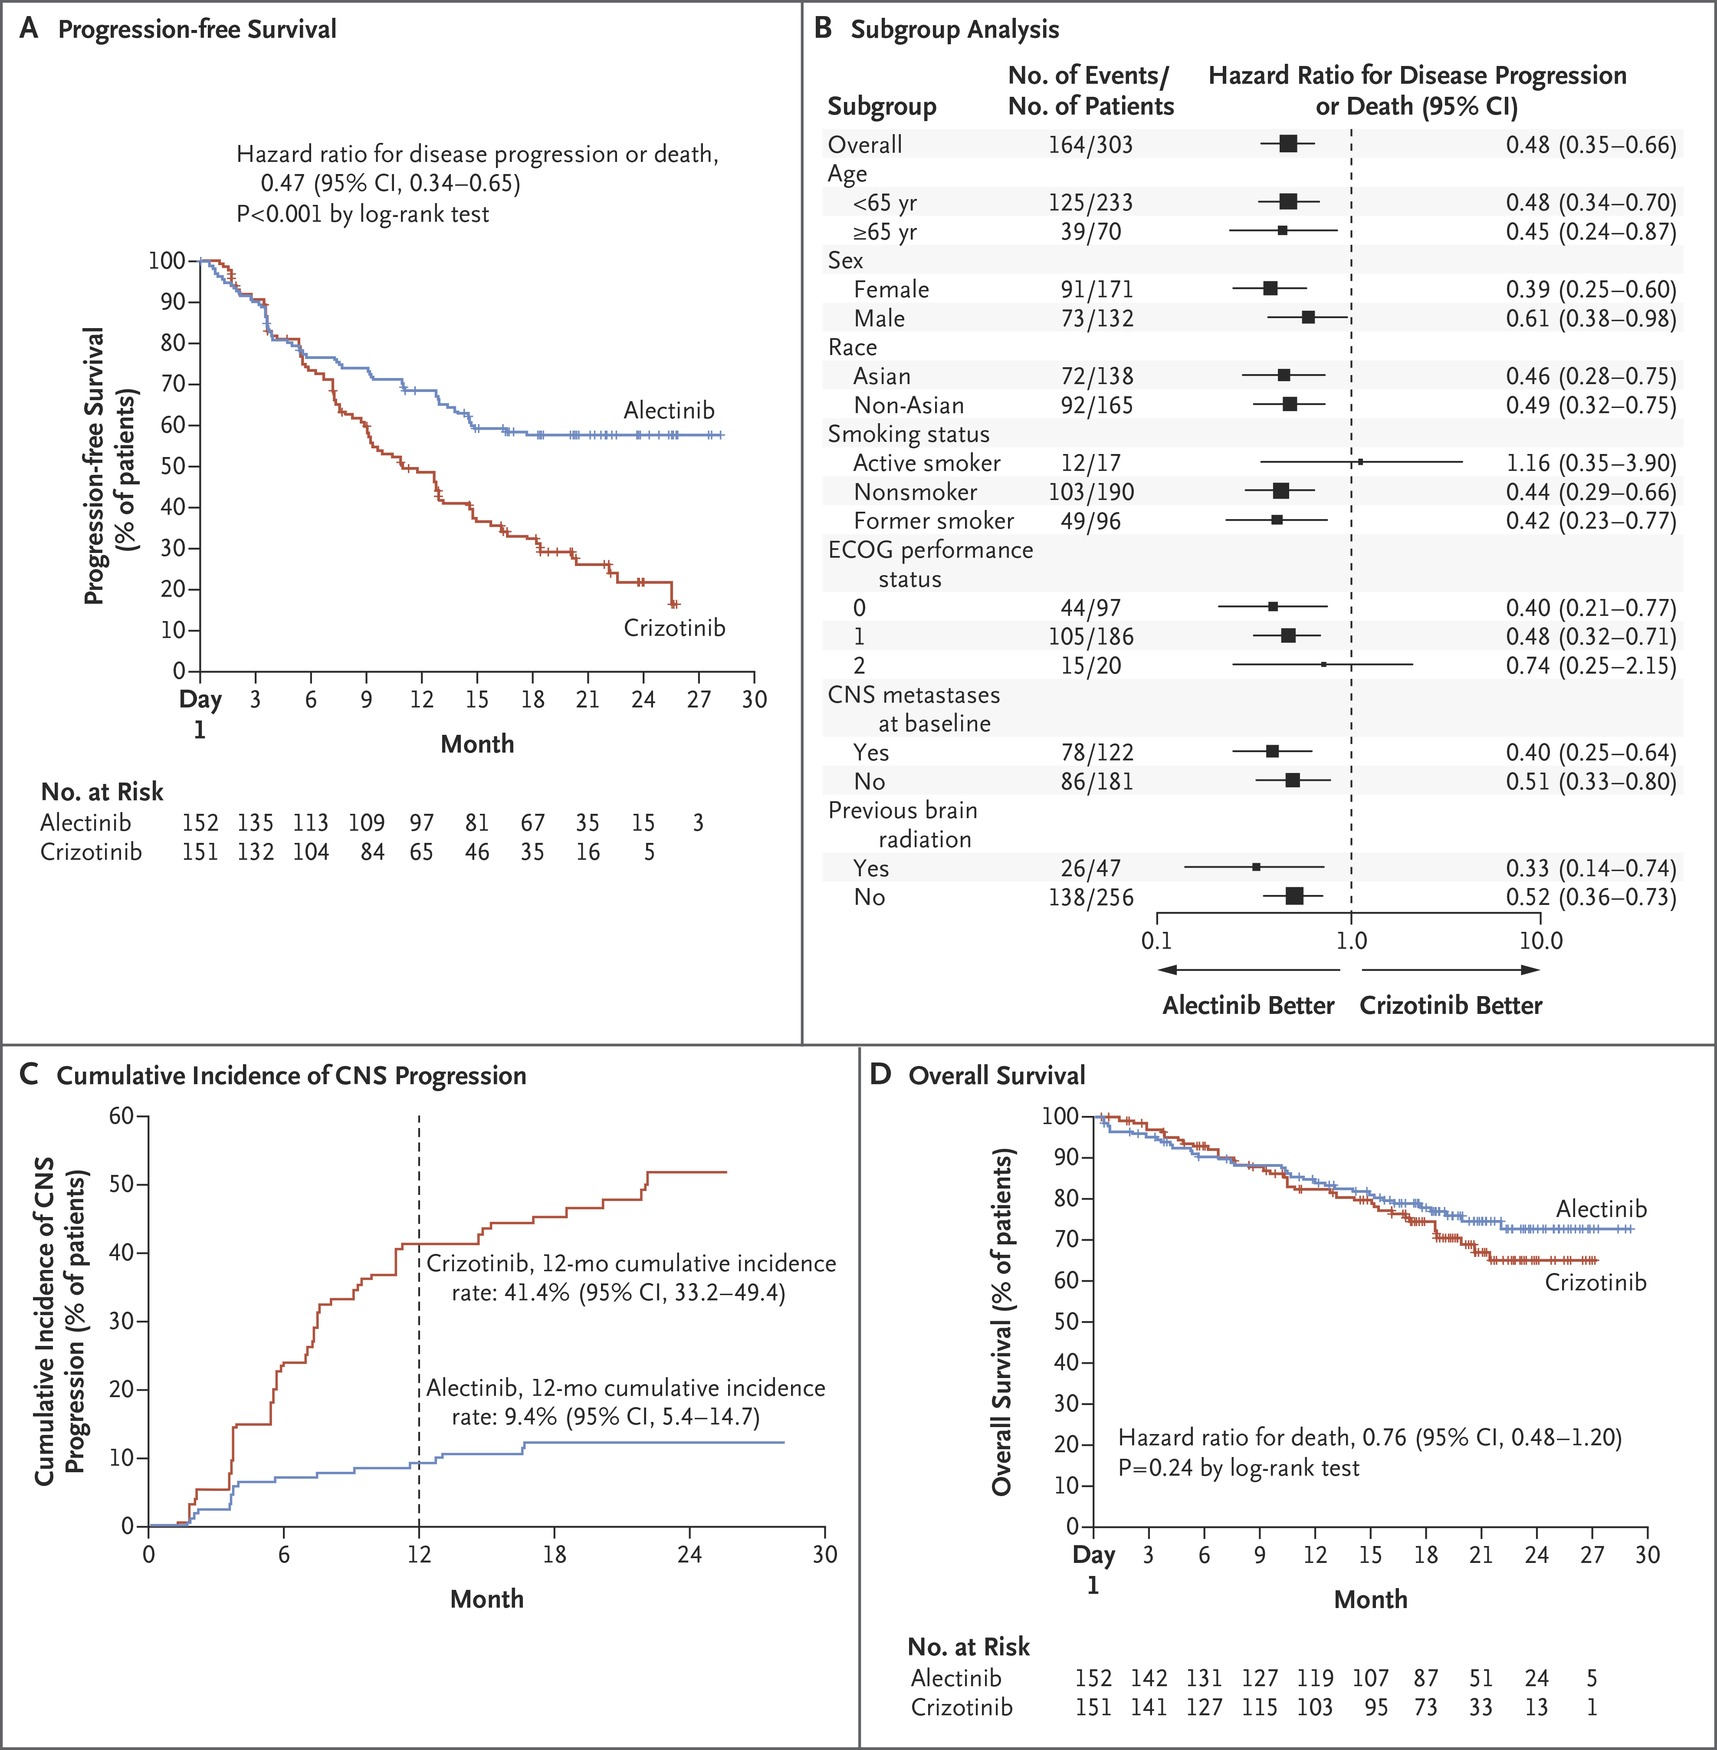 A Progression-free Survival
Hazard ratio for disease progression or death,
0.47 (95% CI, 0.34–0.65)
P<0.001 by log-rank test
Progression-free Survival
(% of patients)
100
90
80
70
60
50
40
30
20
10
0
Alectinib
Crizotinib
Day 1 3 6 9 12 15 18 21 24 27 30
Month
No. at Risk
Alectinib 152 135 113 109 97 81 67 35 15 3
Crizotinib 151 132 104 84 65 46 35 16 5
B Subgroup Analysis
Subgroup
No. of Events/
No. of Patients
Hazard Ratio for Disease Progression
or Death (95% CI)
Overall 164/303 0.48 (0.35–0.66)
Age
<65 yr 125/233 0.48 (0.34–0.70)
≥65 yr 39/70 0.45 (0.24–0.87)
Sex
Female 91/171 0.39 (0.25–0.60)
Male 73/132 0.61 (0.38–0.98)
Race
Asian 72/138 0.46 (0.28–0.75)
Non-Asian 92/165 0.49 (0.32–0.75)
Smoking status
Active smoker 12/17 1.16 (0.35–3.90)
Nonsmoker 103/190 0.44 (0.29–0.66)
Former smoker 49/96 0.42 (0.23–0.77)
ECOG performance
status
0 44/97 0.40 (0.21–0.77)
1 105/186 0.48 (0.32–0.71)
2 15/20 0.74 (0.25–2.15)
CNS metastases
at baseline
Yes 78/122 0.40 (0.25–0.64)
No 86/181 0.51 (0.33–0.80)
Previous brain
radiation
Yes 26/47 0.33 (0.14–0.74)
No 138/256 0.52 (0.36–0.73)
0.1 1.0 10.0
Alectinib Better Crizotinib Better
C Cumulative Incidence of CNS Progression
Cumulative Incidence of CNS
Progression (% of patients)
60
50
40
30
20
10
0
Crizotinib, 12-mo cumulative incidence
rate: 41.4% (95% CI, 33.2–49.4)
Alectinib, 12-mo cumulative incidence
rate: 9.4% (95% CI, 5.4–14.7)
0 6 12 18 24 30
Month
D Overall Survival
Overall Survival (% of patients)
100
90
80
70
60
50
40
30
20
10
0
Alectinib
Crizotinib
Hazard ratio for death, 0.76 (95% CI, 0.48–1.20)
P=0.24 by log-rank test
Day 1 3 6 9 12 15 18 21 24 27 30
Month
No. at Risk
Alectinib 152 142 131 127 119 107 87 51 24 5
Crizotinib 151 141 127 115 103 95 73 33 13 1